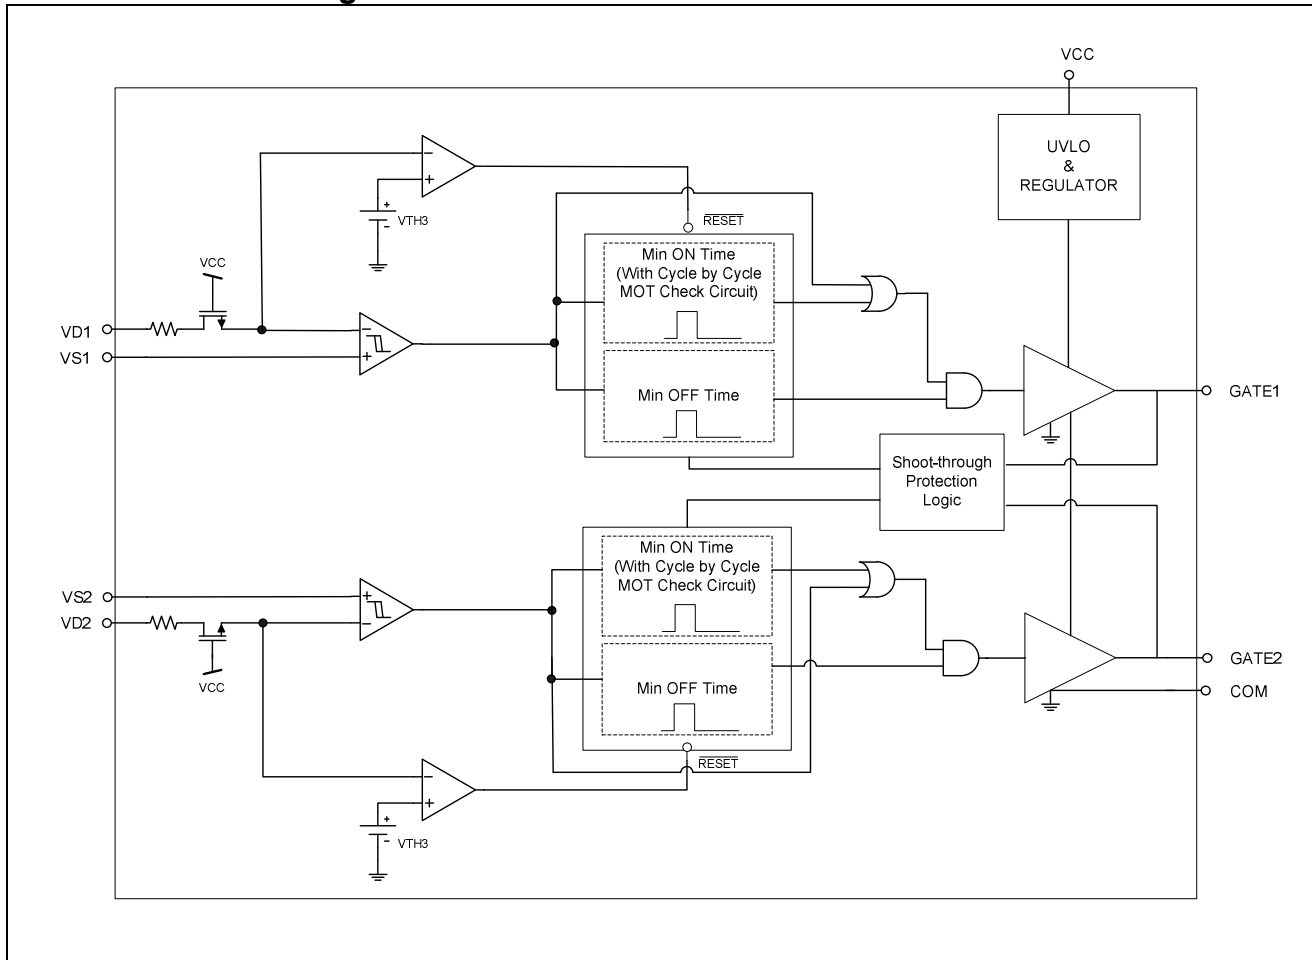 VCC
UVLO
&
REGULATOR
+
VTH3
-
RESET
Min ON Time
(With Cycle by Cycle
MOT Check Circuit)
VCC
VD1
VS1
Min OFF Time
GATE1
Shoot-through
Protection
Logic
Min ON Time
(With Cycle by Cycle
MOT Check Circuit)
VS2
VD2
VCC
Min OFF Time
GATE2
COM
RESET
+
VTH3
-